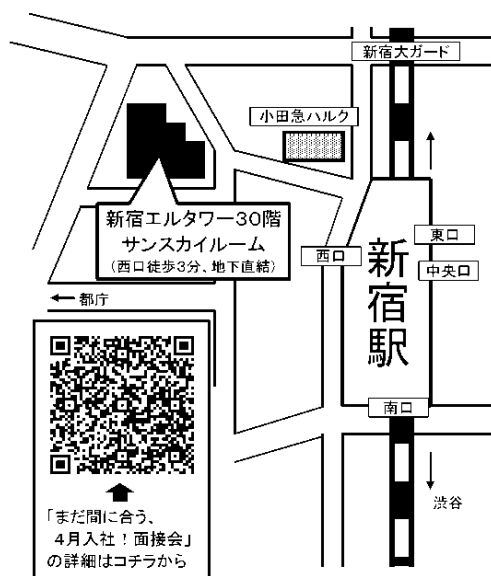 新宿大ガード
小田急ハルク
新宿エルタワー30階
サンスカイルーム
(西口徒歩3分、地下直結)
西口
新宿駅
東口
中央口
←都庁
南口
渋谷
「まだ間に合う、
4月入社!面接会」
の詳細はコチラから